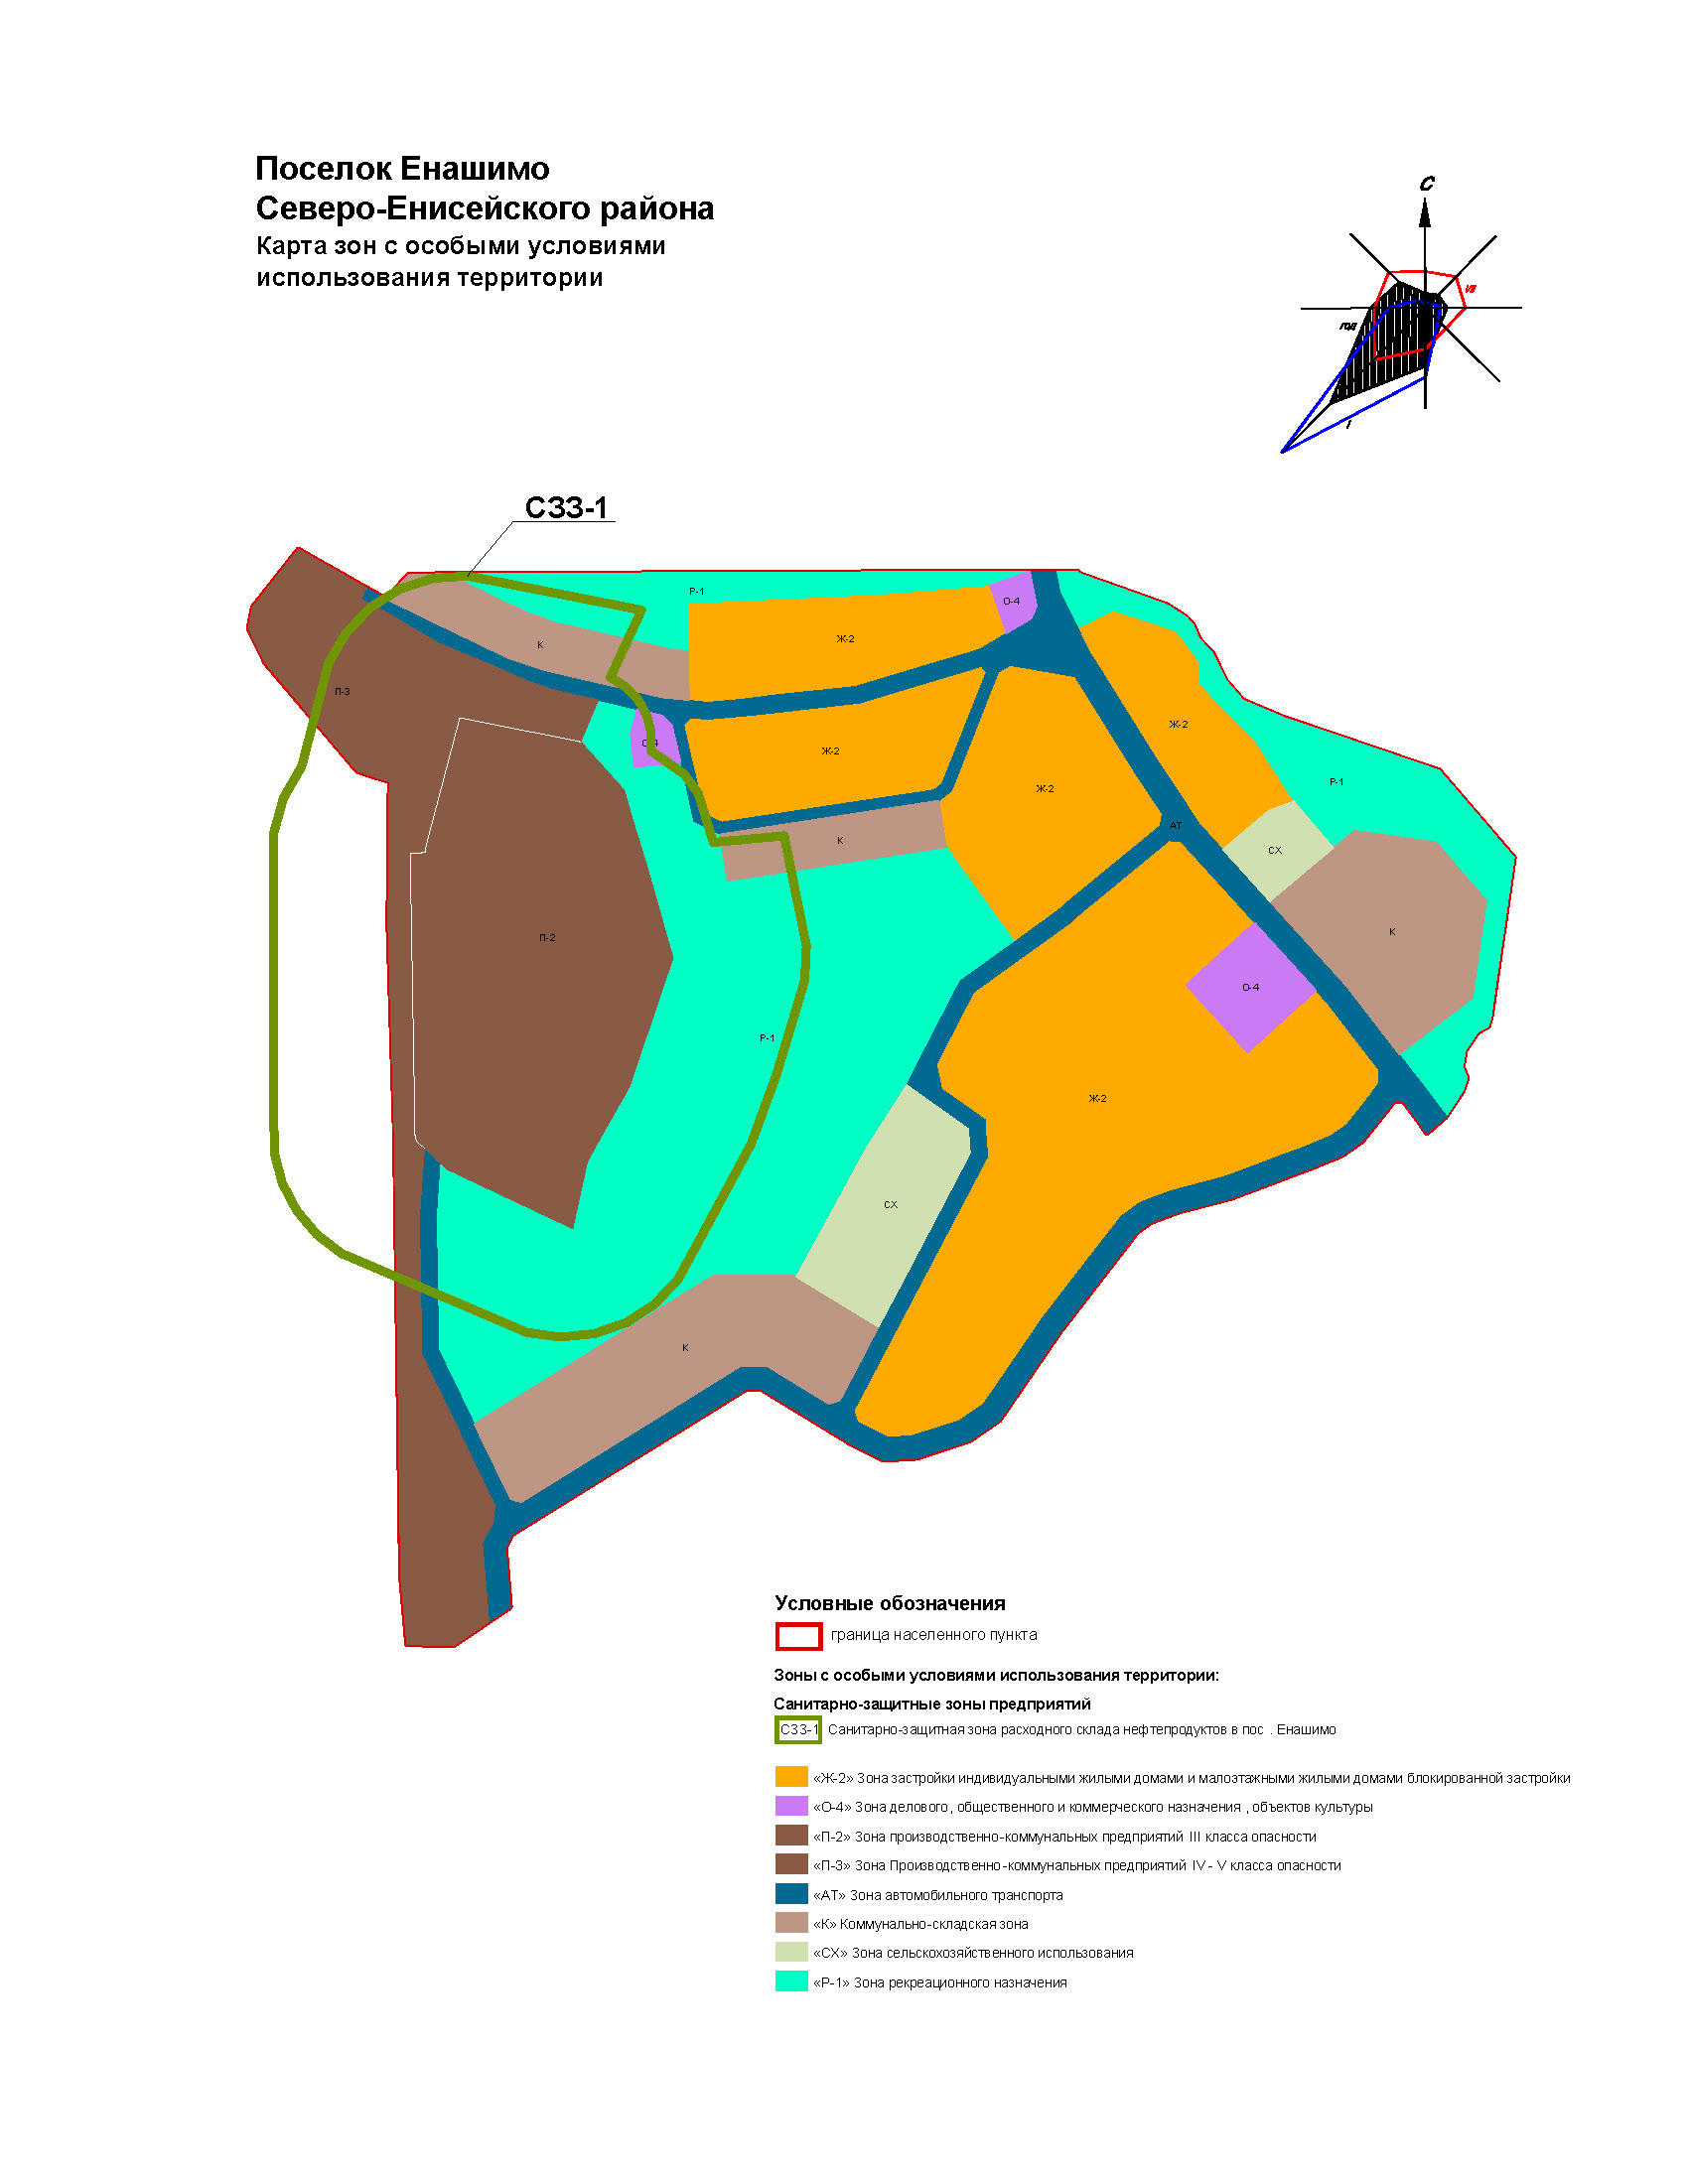 Поселок Енашимо
Северо-Енисейского района
Карта зон с особыми условиями
использования территории
С
VII
год
I
СЗЗ-1
Р-1
О-4
Ж-2
К
П-3
Ж-2
О-4
Ж-2
Ж-2
Р-1
АТ
К
СХ
К
П-2
О-4
Р-1
Ж-2
СХ
К
Условные обозначения
граница населенного пункта
Зоны с особыми условиями использования территории:
Санитарно-защитные зоны предприятий
СЗЗ-1 Санитарно-защитная зона расходного склада нефтепродуктов в пос . Енашимо
«Ж-2» Зона застройки индивидуальными жилыми домами и малоэтажными жилыми домами блокированной застройки
«О-4» Зона делового, общественного и коммерческого назначения , объектов культуры
«П-2» Зона производственно-коммунальных предприятий III класса опасности
«П-3» Зона Производственно-коммунальных предприятий IV - V класса опасности
«АТ» Зона автомобильного транспорта
«К» Коммунально-складская зона
«СХ» Зона сельскохозяйственного использования
«Р-1» Зона рекреационного назначения